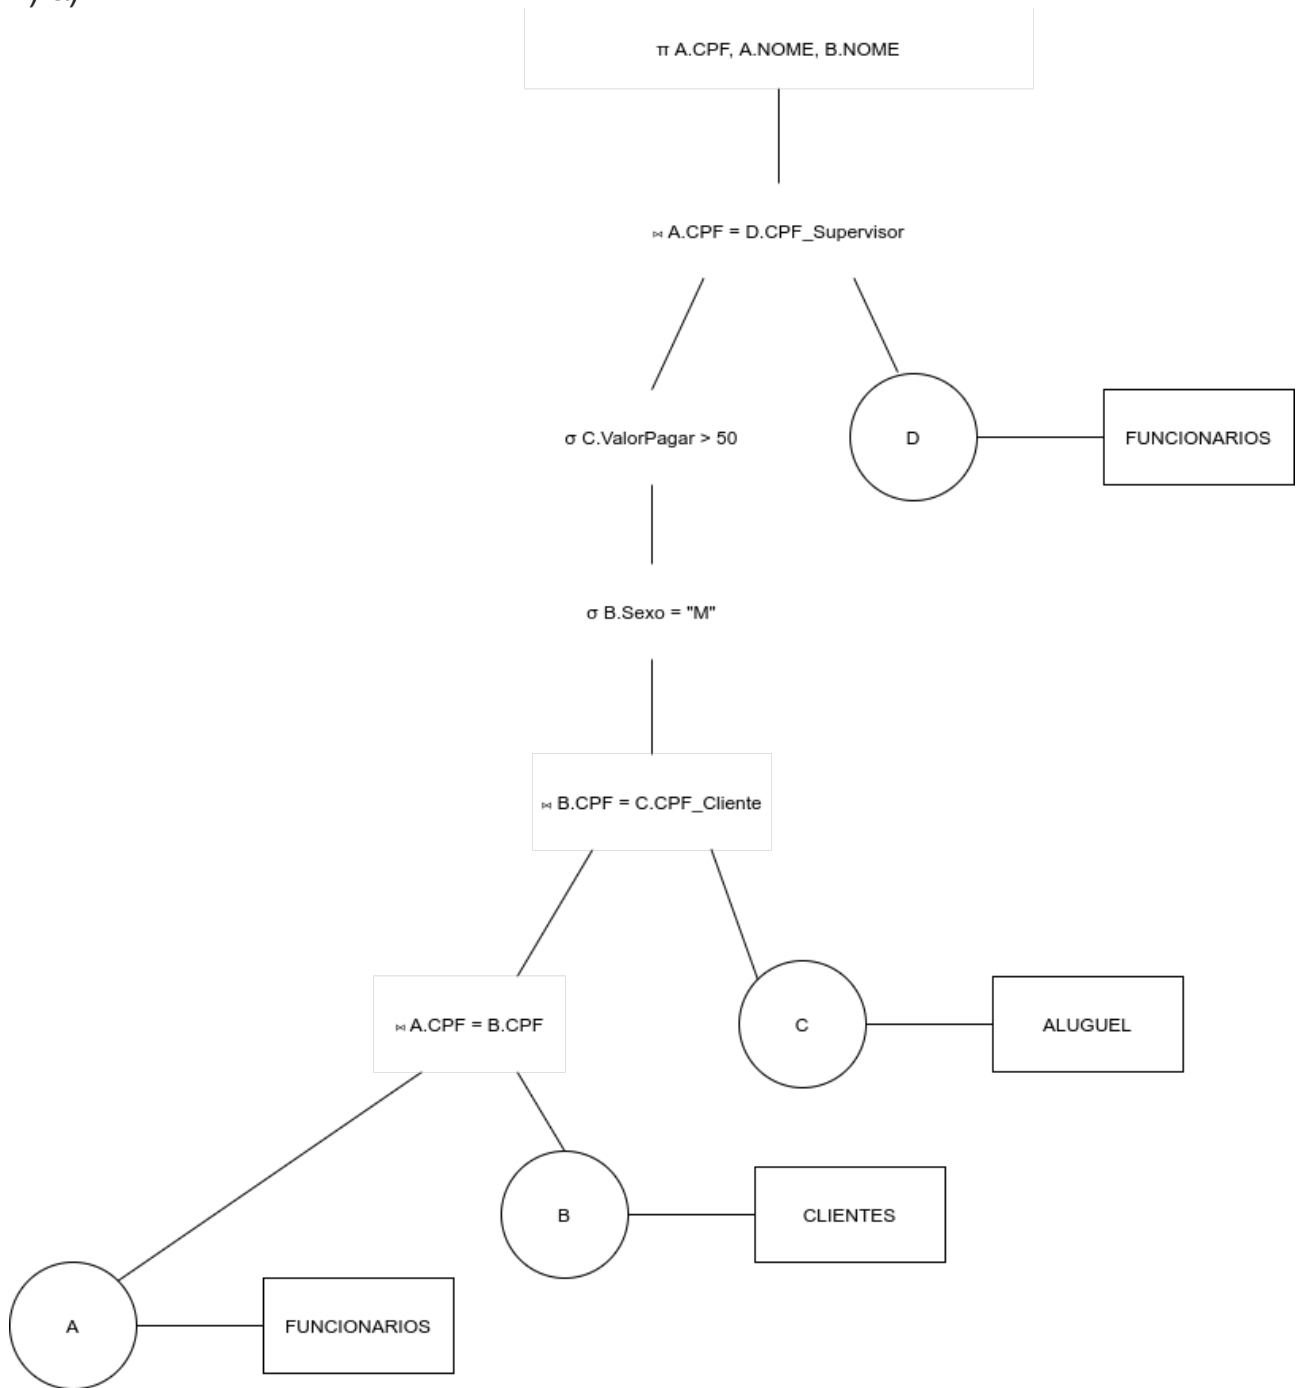 π A.CPF, A.NOME, B.NOME
⋈ A.CPF = D.CPF_Supervisor
σ C.ValorPagar > 50
D
FUNCIONARIOS
σ B.Sexo = "M"
⋈ B.CPF = C.CPF_Cliente
⋈ A.CPF = B.CPF
C
ALUGUEL
B
CLIENTES
A
FUNCIONARIOS